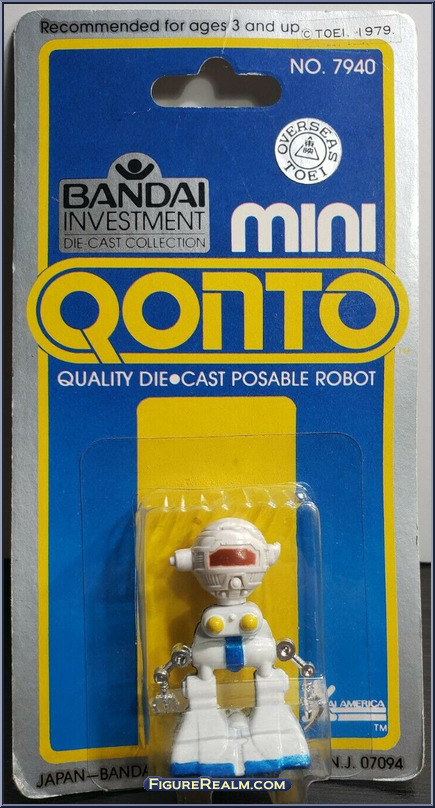 Recommended for ages 3 and up
© TOEI. 1979.
NO. 7940
OVERSEAS
TOEI
BANDAI
INVESTMENT
DIE-CAST COLLECTION
mini
QONTO
QUALITY DIE●CAST POSABLE ROBOT
AMERICA
TM
JAPAN—BANDA
N.J. 07094
FIGUREREALM.COM